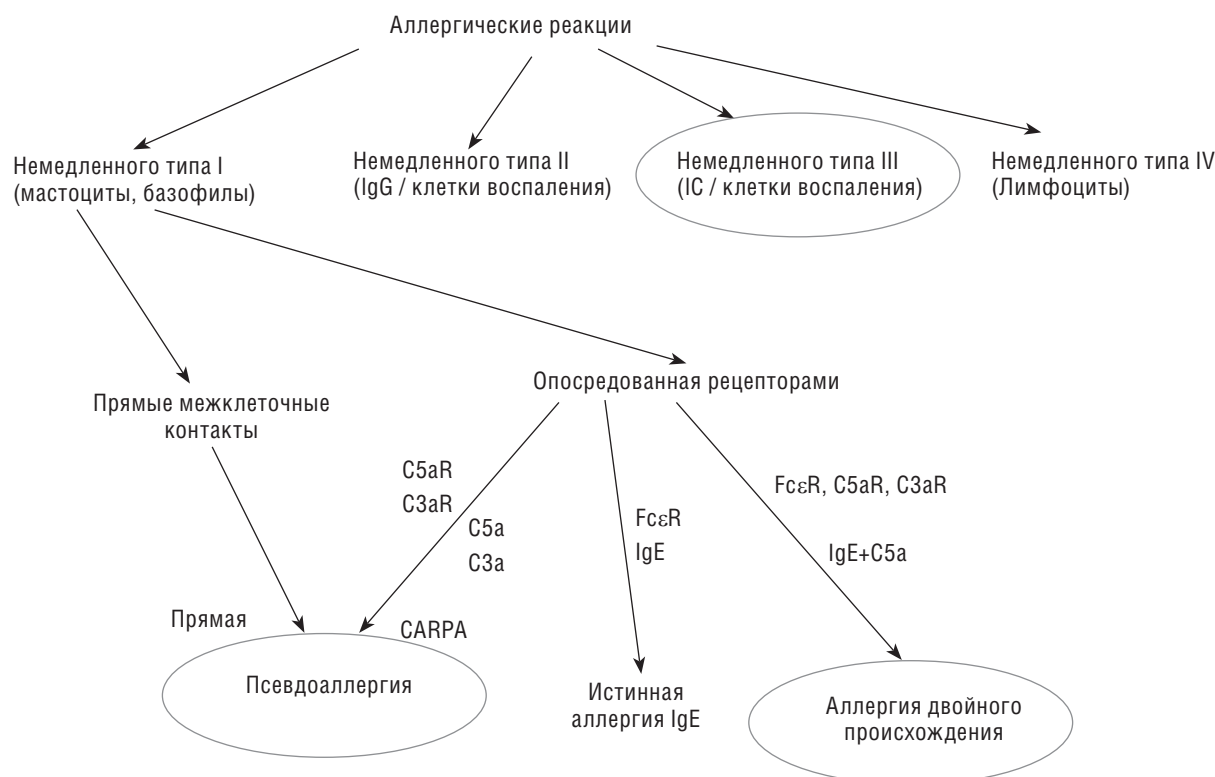 Аллергические реакции
Немедленного типа I
(мастоциты, базофилы)
Немедленного типа II
(IgG / клетки воспаления)
Немедленного типа III
(IC / клетки воспаления)
Немедленного типа IV
(Лимфоциты)
Прямые межклеточные
контакты
Опосредованная рецепторами
C5aR
C3aR
C5a
C3a
FcεR
IgE
FcεR, C5aR, C3aR
IgE+C5a
Прямая
CARPA
Псевдоаллергия
Истинная
аллергия IgE
Аллергия двойного
происхождения